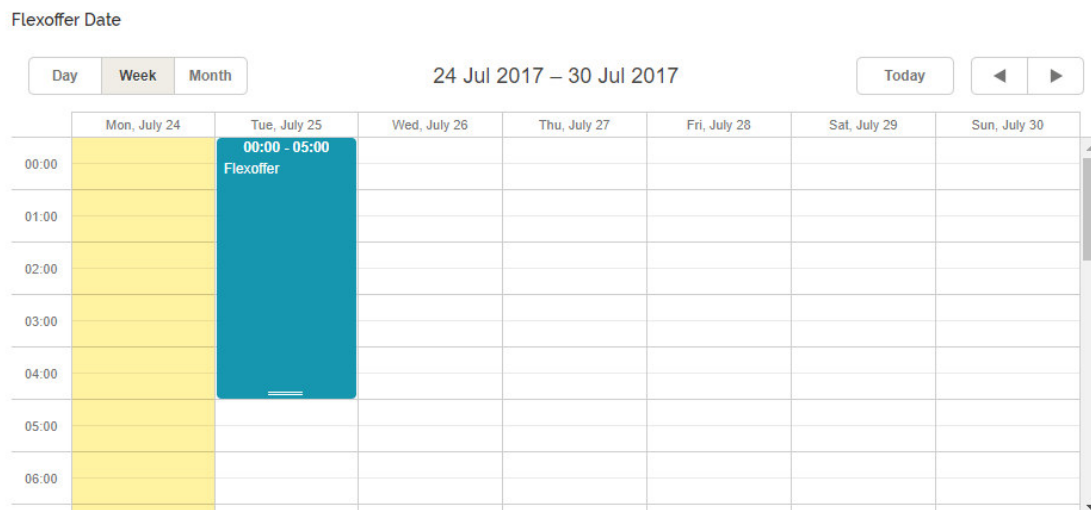 Flexoffer Date
Day Week Month 24 Jul 2017 – 30 Jul 2017 Today
Mon, July 24 Tue, July 25 Wed, July 26 Thu, July 27 Fri, July 28 Sat, July 29 Sun, July 30
00:00 - 05:00
00:00 Flexoffer
01:00
02:00
03:00
04:00
05:00
06:00